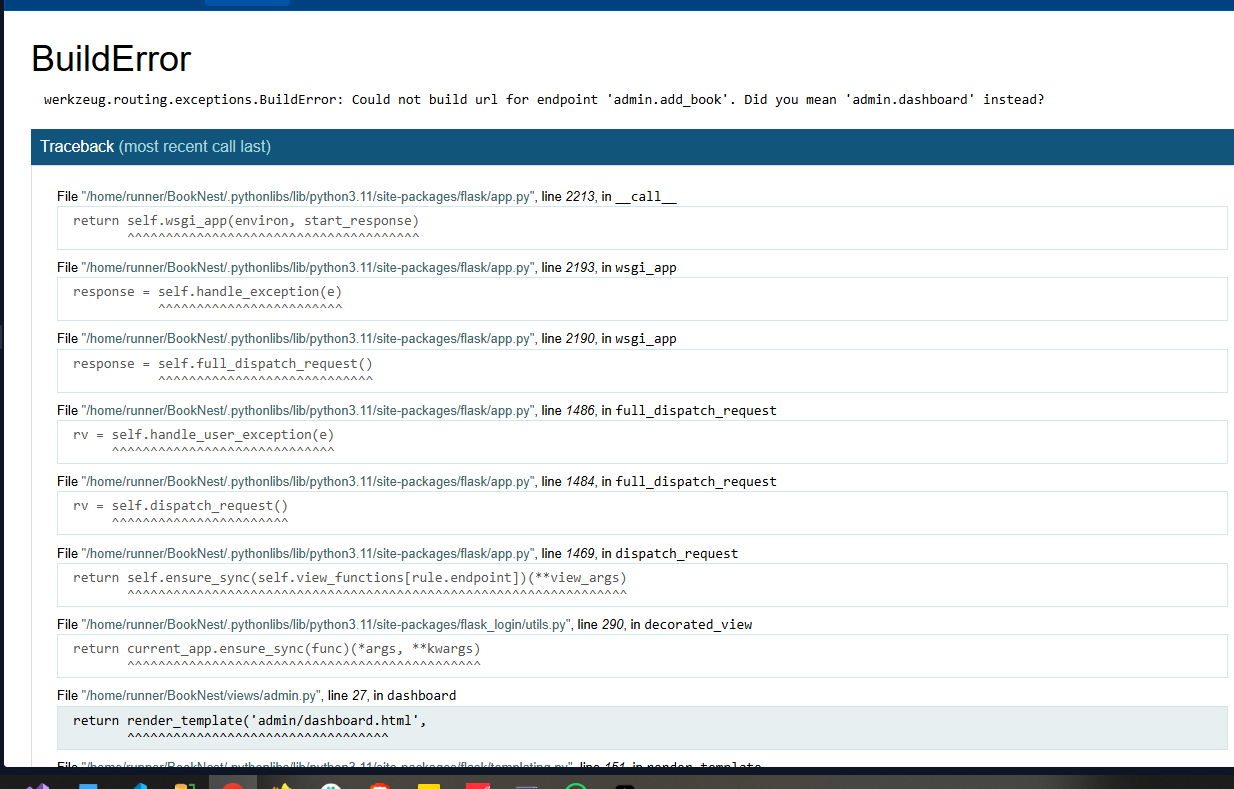 BuildError
werkzeug.routing.exceptions.BuildError: Could not build url for endpoint 'admin.add_book'. Did you mean 'admin.dashboard' instead?
Traceback (most recent call last)
File "/home/runner/BookNest/.pythonlibs/lib/python3.11/site-packages/flask/app.py", line 2213, in __call__
return self.wsgi_app(environ, start_response)
^^^^^^^^^^^^^^^^^^^^^^^^^^^^^^^^^^^^^^
File "/home/runner/BookNest/.pythonlibs/lib/python3.11/site-packages/flask/app.py", line 2193, in wsgi_app
response = self.handle_exception(e)
^^^^^^^^^^^^^^^^^^^^^^^^
File "/home/runner/BookNest/.pythonlibs/lib/python3.11/site-packages/flask/app.py", line 2190, in wsgi_app
response = self.full_dispatch_request()
^^^^^^^^^^^^^^^^^^^^^^^^^^^^
File "/home/runner/BookNest/.pythonlibs/lib/python3.11/site-packages/flask/app.py", line 1486, in full_dispatch_request
rv = self.handle_user_exception(e)
^^^^^^^^^^^^^^^^^^^^^^^^^^^^^
File "/home/runner/BookNest/.pythonlibs/lib/python3.11/site-packages/flask/app.py", line 1484, in full_dispatch_request
rv = self.dispatch_request()
^^^^^^^^^^^^^^^^^^^^^^^
File "/home/runner/BookNest/.pythonlibs/lib/python3.11/site-packages/flask/app.py", line 1469, in dispatch_request
return self.ensure_sync(self.view_functions[rule.endpoint])(**view_args)
^^^^^^^^^^^^^^^^^^^^^^^^^^^^^^^^^^^^^^^^^^^^^^^^^^^^^^^^^^^^^^^^^
File "/home/runner/BookNest/.pythonlibs/lib/python3.11/site-packages/flask_login/utils.py", line 290, in decorated_view
return current_app.ensure_sync(func)(*args, **kwargs)
^^^^^^^^^^^^^^^^^^^^^^^^^^^^^^^^^^^^^^^^^^^^^^
File "/home/runner/BookNest/views/admin.py", line 27, in dashboard
return render_template('admin/dashboard.html',
^^^^^^^^^^^^^^^^^^^^^^^^^^^^^^^^^^
File "/home/runner/BookNest/.pythonlibs/lib/python3.11/site-packages/flask/templating.py", line 151, in render_template